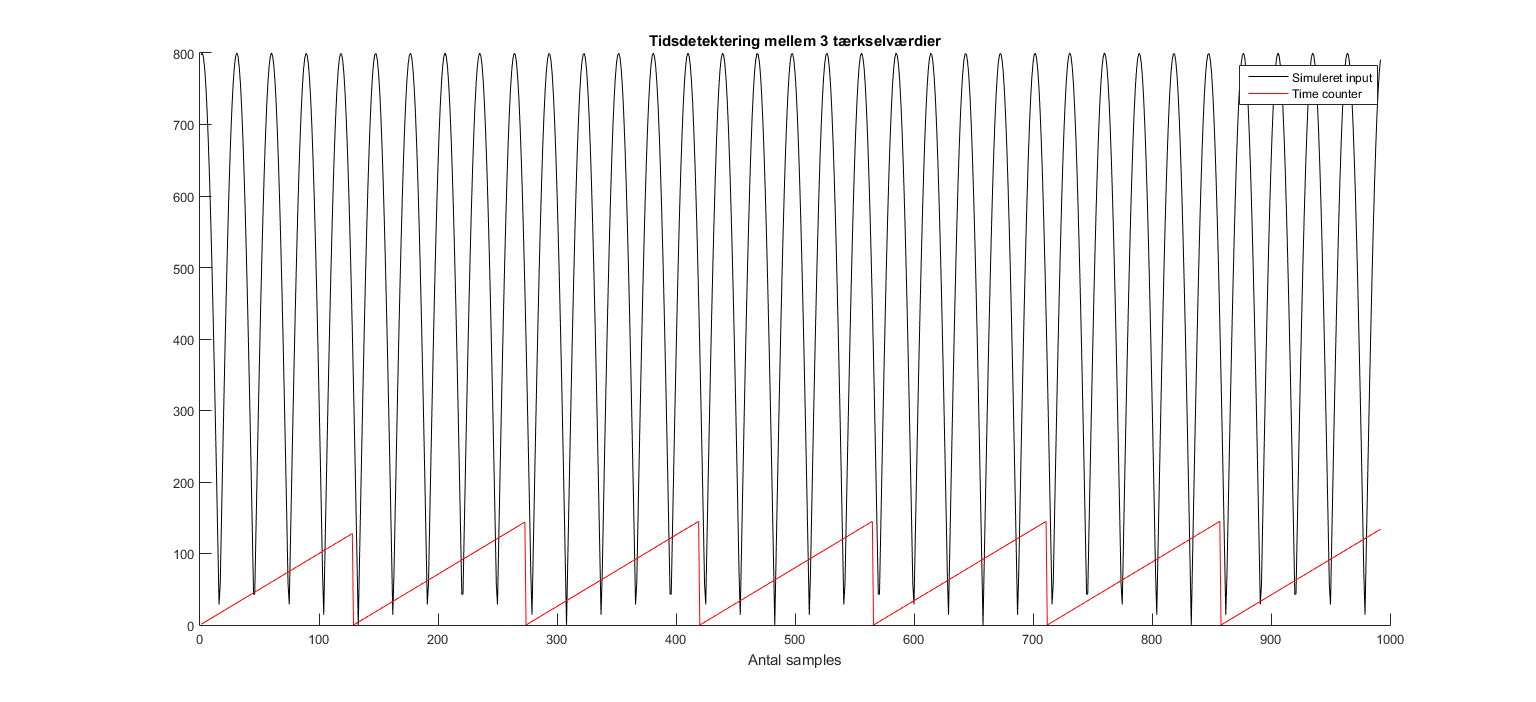 Tidsdetektering mellem 3 tærkselværdier
800
700
600
500
400
300
200
100
0
Simuleret input
Time counter
0 100 200 300 400 500 600 700 800 900 1000
Antal samples